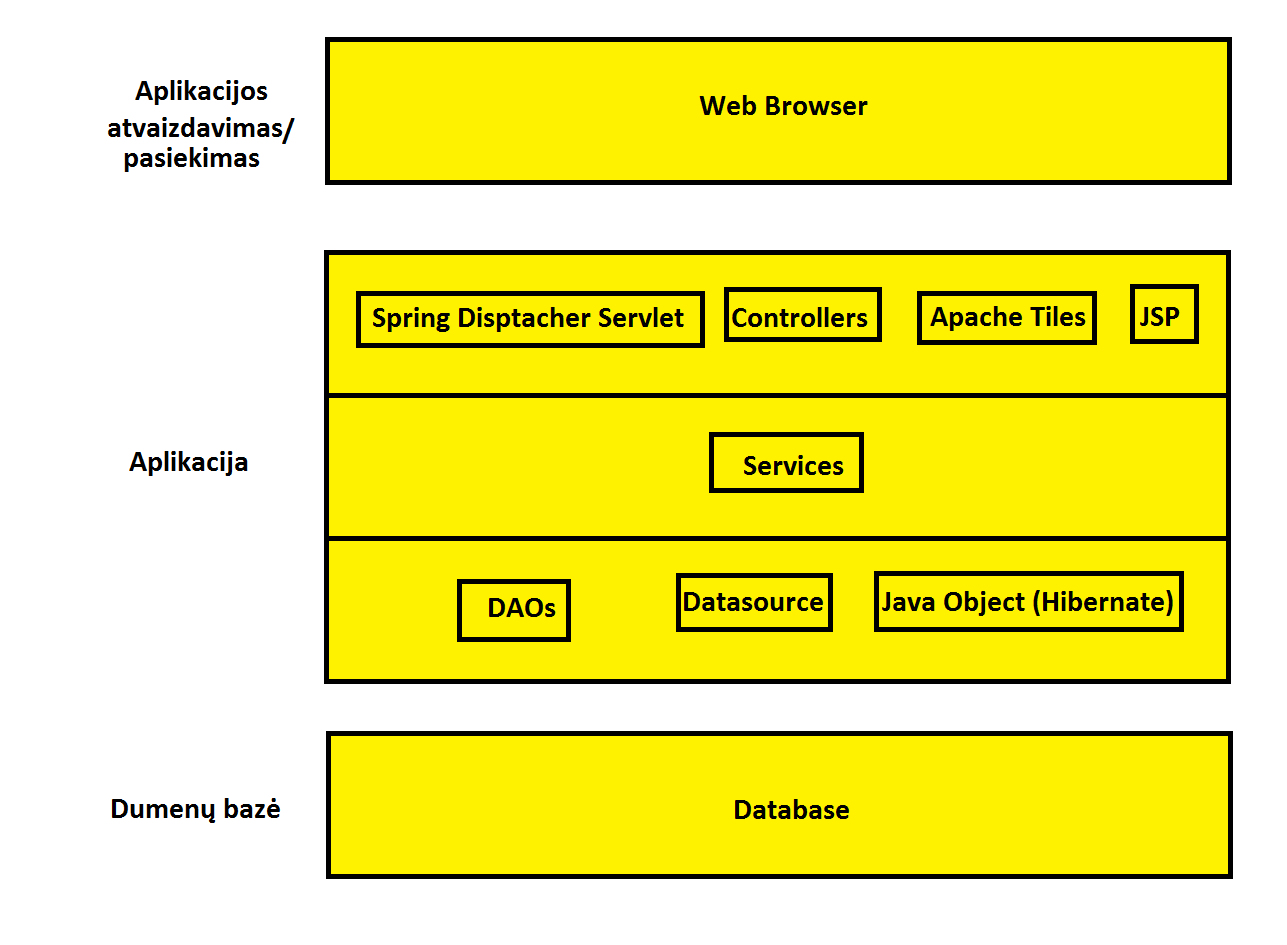 Aplikacijos
atvaizdavimas/
pasiekimas
Web Browser
Spring Disptacher Servlet
Controllers
Apache Tiles
JSP
Aplikacija
Services
DAOs
Datasource
Java Object (Hibernate)
Dumenų bazė
Database